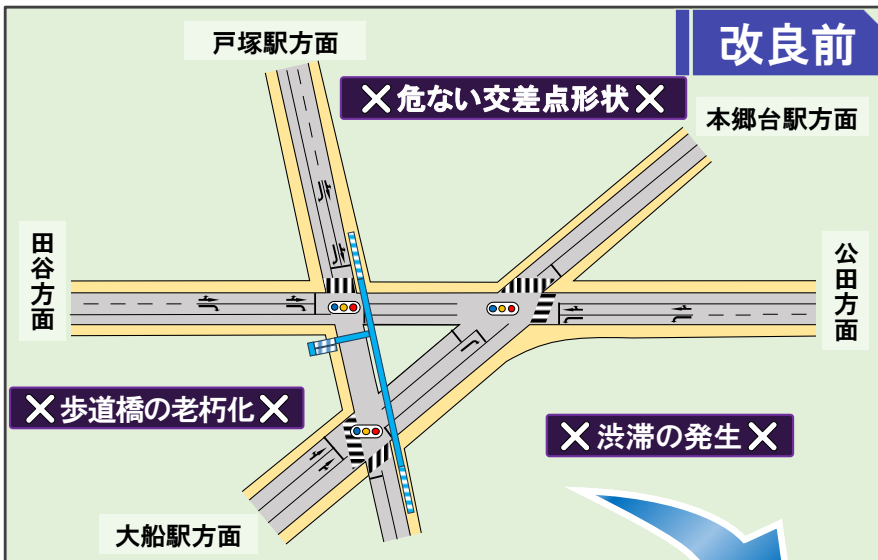 改良前
戸塚駅方面
×危ない交差点形状×
本郷台駅方面
田谷方面
公田方面
×歩道橋の老朽化×
×渋滞の発生×
大船駅方面